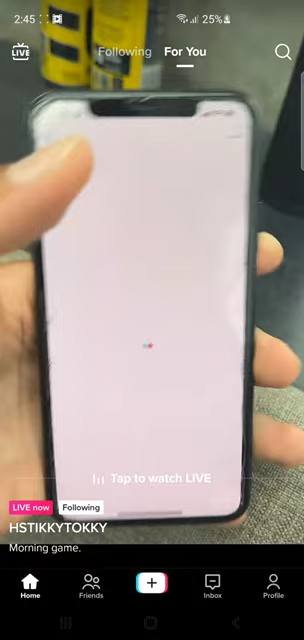 2:45 25%
LIVE Following For You
Tap to watch LIVE
LIVE now Following
HSTIKKYTOKKY
Morning game.
Home Friends Inbox Profile